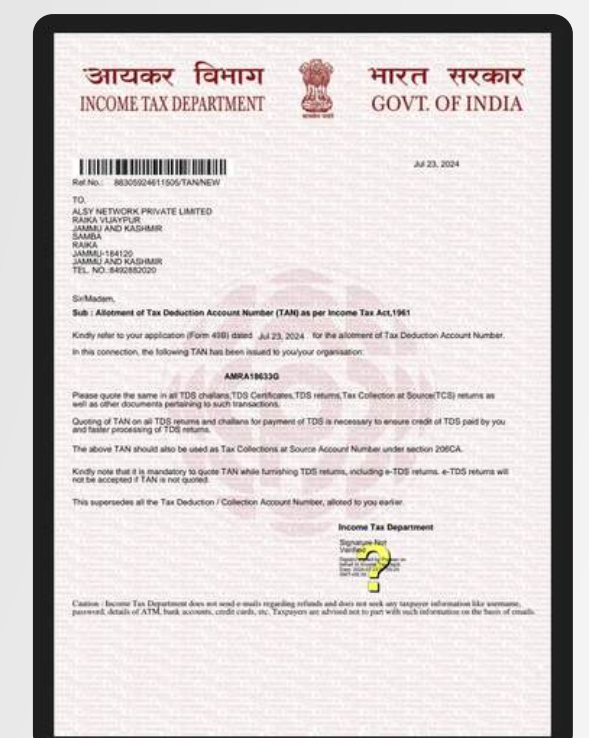 आयकर विभाग
INCOME TAX DEPARTMENT
भारत सरकार
GOVT. OF INDIA
Jul 23, 2024
Ref.No.: 88305924611505/TAN/NEW
TO,
ALSY NETWORK PRIVATE LIMITED
RAIKA VIJAYPUR
JAMMU AND KASHMIR
SAMBA
RAIKA
JAMMU-184120
JAMMU AND KASHMIR
TEL. NO.:8492882020
Sir/Madam,
Sub : Allotment of Tax Deduction Account Number (TAN) as per Income Tax Act,1961
Kindly refer to your application (Form 49B) dated Jul 23, 2024 for the allotment of Tax Deduction Account Number.
In this connection, the following TAN has been issued to you/your organisation:
AMRA18633G
Please quote the same in all TDS challans,TDS Certificates,TDS returns,Tax Collection at Source(TCS) returns as
well as other documents pertaining to such transactions.
Quoting of TAN on all TDS returns and challans for payment of TDS is necessary to ensure credit of TDS paid by you
and faster processing of TDS returns.
The above TAN should also be used as Tax Collections at Source Account Number under section 206CA.
Kindly note that it is mandatory to quote TAN while furnishing TDS returns, including e-TDS returns. e-TDS returns will
not be accepted if TAN is not quoted.
This supersedes all the Tax Deduction / Collection Account Number, alloted to you earlier.
Income Tax Department
Signature Not
Verified
?
Caution : Income Tax Department does not send e-mails regarding refunds and does not seek any taxpayer information like username,
password, details of ATM, bank accounts, credit cards, etc. Taxpayers are advised not to part with such information on the basis of emails.